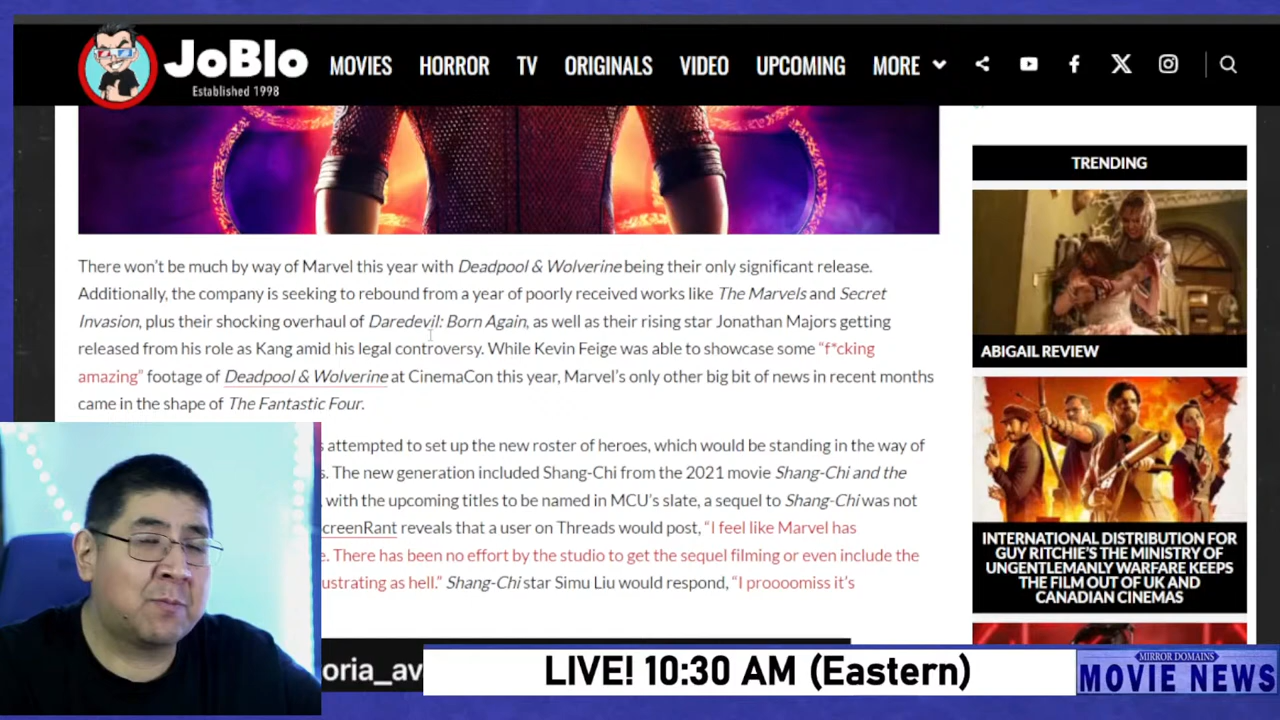 JoBlo
Established 1998
MOVIES HORROR TV ORIGINALS VIDEO UPCOMING MORE
There won't be much by way of Marvel this year with Deadpool & Wolverine being their only significant release.
Additionally, the company is seeking to rebound from a year of poorly received works like The Marvels and Secret
Invasion, plus their shocking overhaul of Daredevil: Born Again, as well as their rising star Jonathan Majors getting
released from his role as Kang amid his legal controversy. While Kevin Feige was able to showcase some “f*cking
amazing” footage of Deadpool & Wolverine at CinemaCon this year, Marvel's only other big bit of news in recent months
came in the shape of The Fantastic Four.
attempted to set up the new roster of heroes, which would be standing in the way of
The new generation included Shang-Chi from the 2021 movie Shang-Chi and the
with the upcoming titles to be named in MCU's slate, a sequel to Shang-Chi was not
creenRant reveals that a user on Threads would post, “I feel like Marvel has
There has been no effort by the studio to get the sequel filming or even include the
ustrating as hell.” Shang-Chi star Simu Liu would respond, “I proooomiss it's
oria_av
TRENDING
ABIGAIL REVIEW
INTERNATIONAL DISTRIBUTION FOR
GUY RITCHIE'S THE MINISTRY OF
UNGENTLEMANLY WARFARE KEEPS
THE FILM OUT OF UK AND
CANADIAN CINEMAS
LIVE! 10:30 AM (Eastern)
MIRROR DOMAINS
MOVIE NEWS